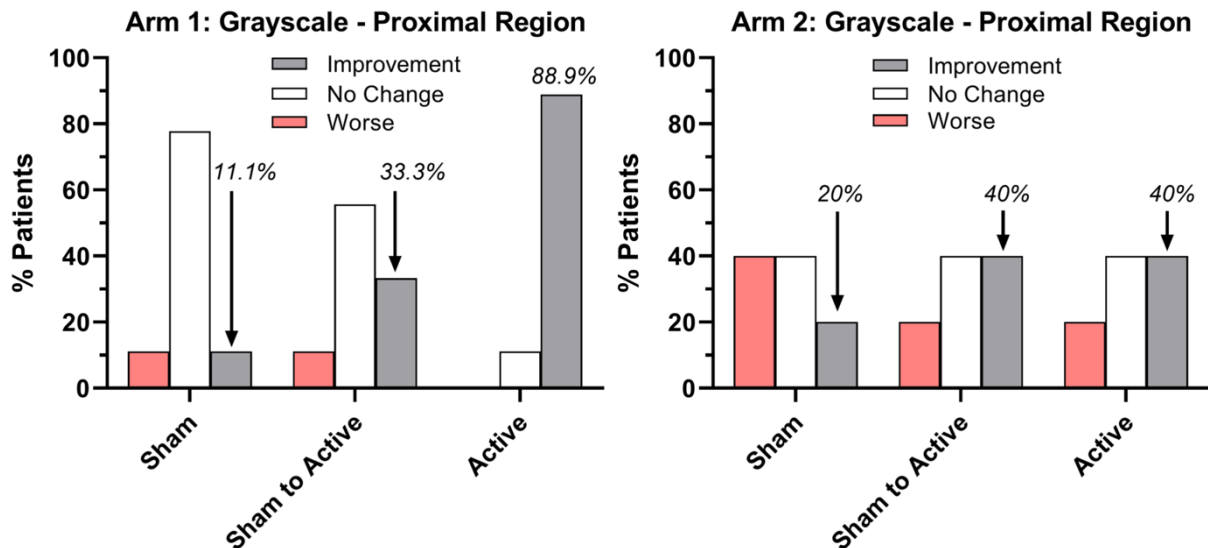 Arm 1: Grayscale - Proximal Region
% Patients
100
80
60
40
20
0
Improvement
No Change
Worse
11.1%
33.3%
88.9%
Sham
Sham to Active
Active
Arm 2: Grayscale - Proximal Region
% Patients
100
80
60
40
20
0
Improvement
No Change
Worse
20%
40%
40%
Sham
Sham to Active
Active